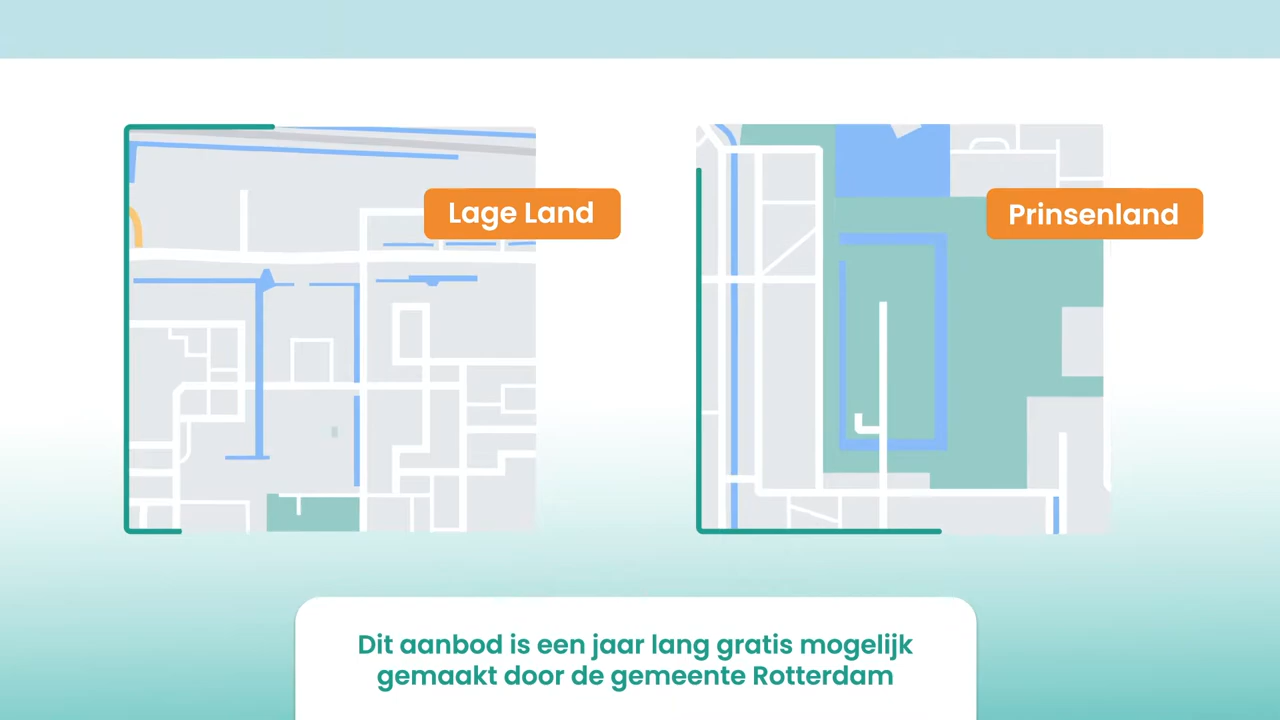 Lage Land
Prinsenland
Dit aanbod is een jaar lang gratis mogelijk
gemaakt door de gemeente Rotterdam